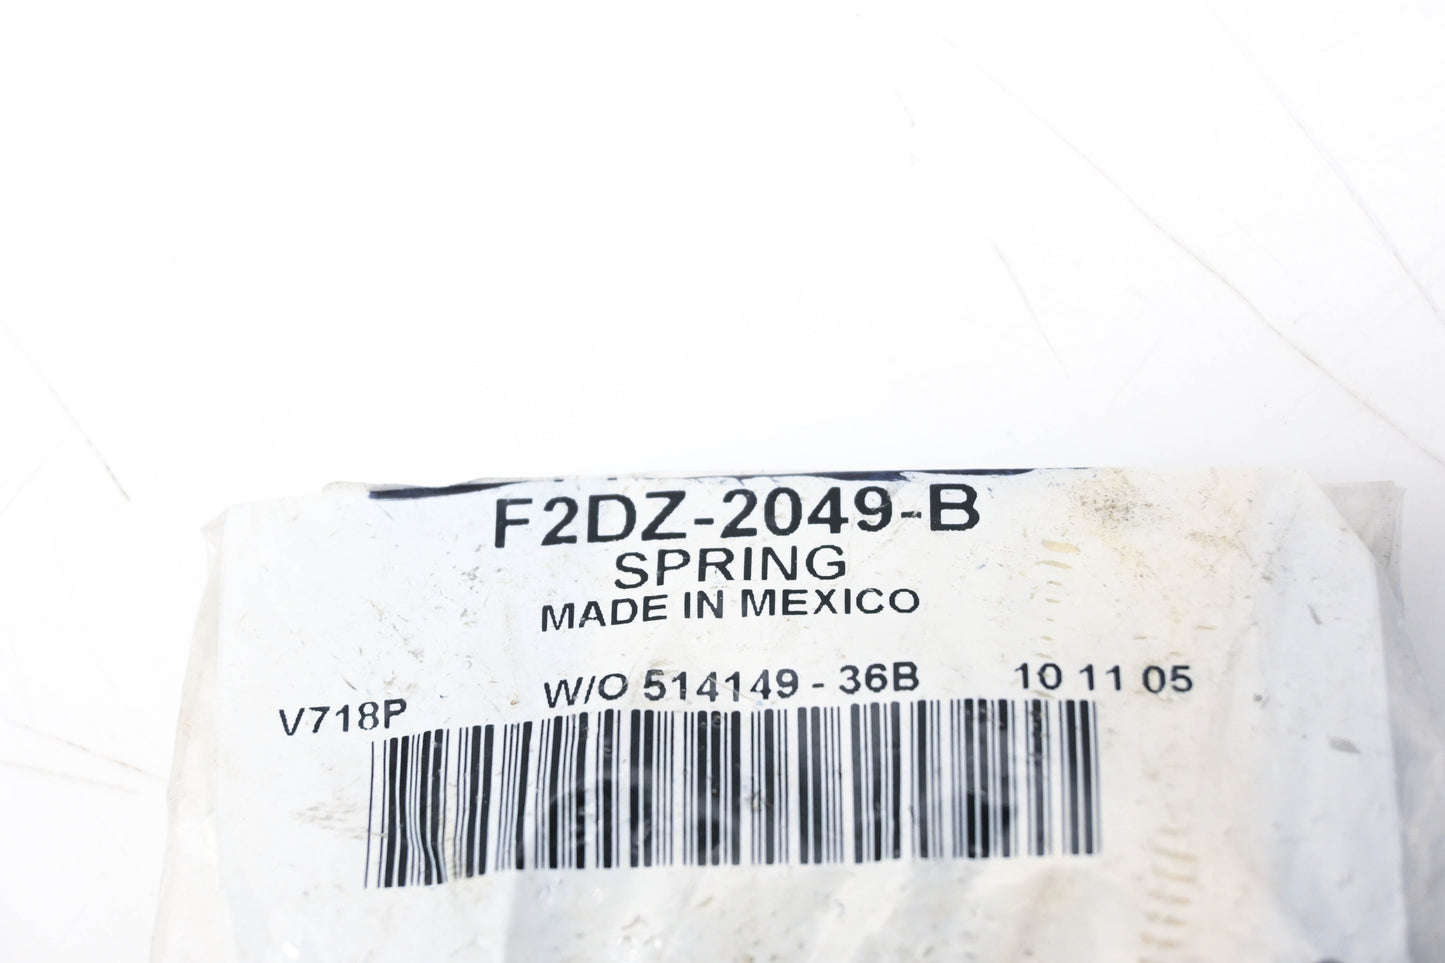 F2DZ-2049-B
SPRING
MADE IN MEXICO
V718P W/O 514149 - 36B 10 11 05